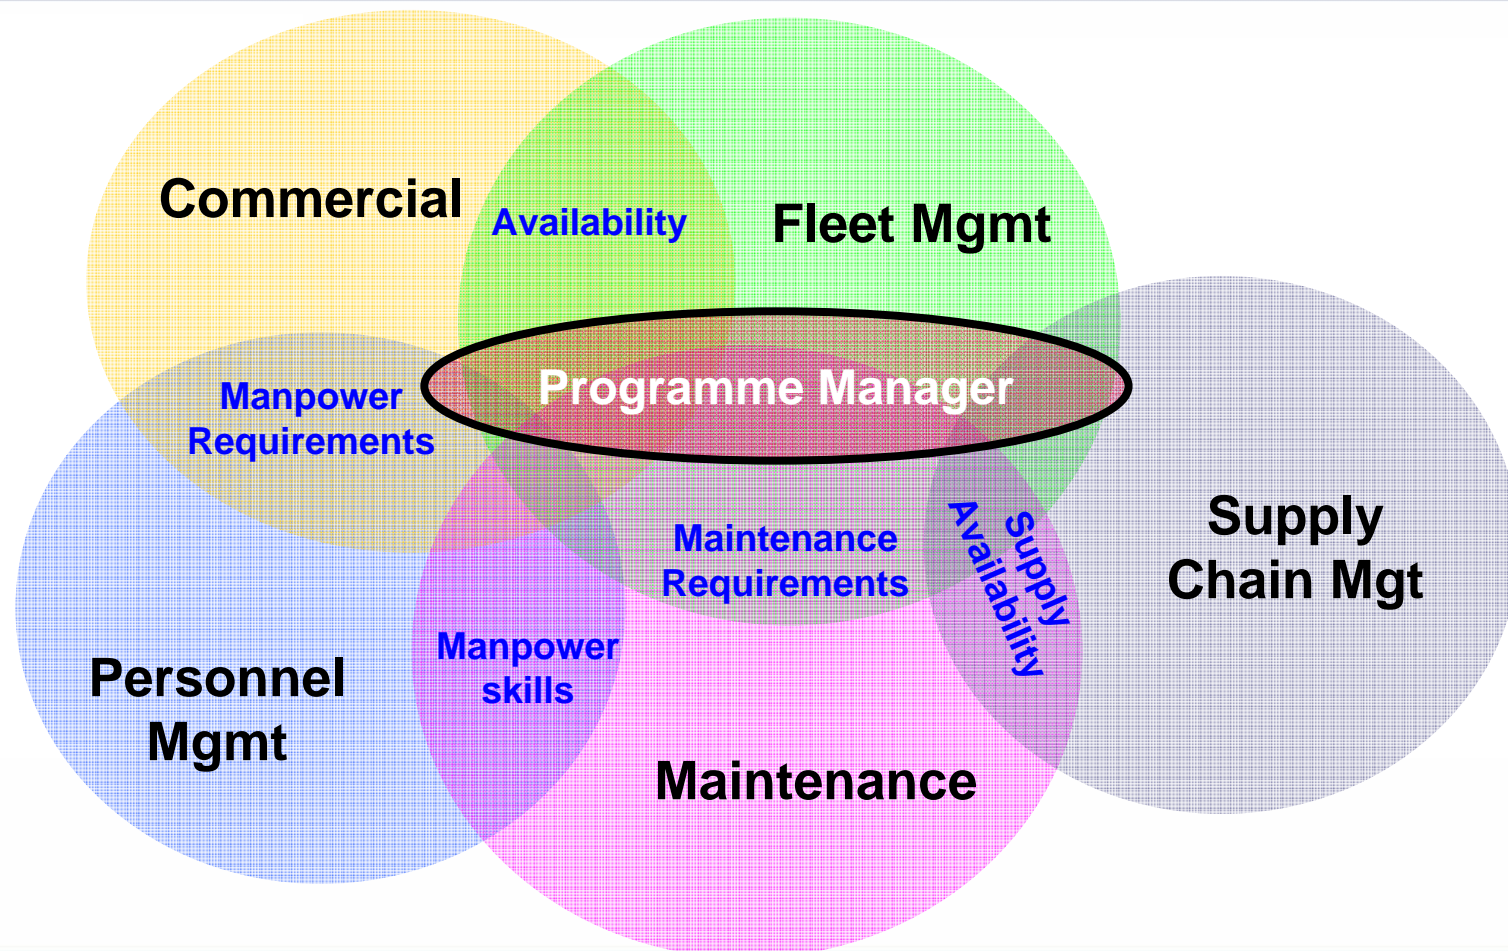 Commercial
Availability
Fleet Mgmt
Programme Manager
Manpower
Requirements
Maintenance
Requirements
Supply
Availability
Supply
Chain Mgt
Manpower
skills
Personnel
Mgmt
Maintenance